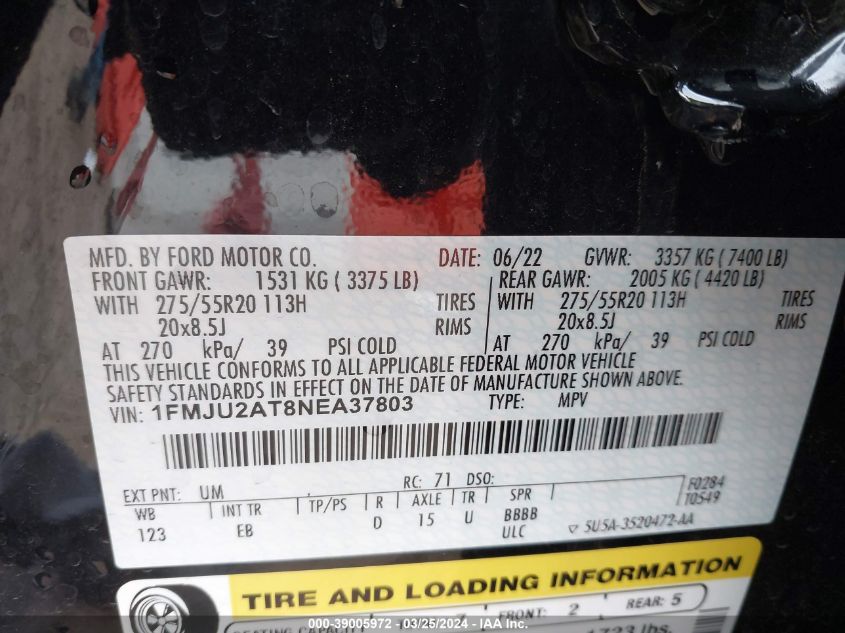 MFD. BY FORD MOTOR CO. DATE: 06/22 GVWR: 3357 KG ( 7400 LB)
FRONT GAWR: 1531 KG ( 3375 LB) REAR GAWR: 2005 KG ( 4420 LB)
WITH 275/55R20 113H TIRES WITH 275/55R20 113H TIRES
20x8.5J RIMS 20x8.5J RIMS
AT 270 kPa/ 39 PSI COLD AT 270 kPa/ 39 PSI COLD
THIS VEHICLE CONFORMS TO ALL APPLICABLE FEDERAL MOTOR VEHICLE
SAFETY STANDARDS IN EFFECT ON THE DATE OF MANUFACTURE SHOWN ABOVE.
VIN: 1FMJU2AT8NEA37803 TYPE: MPV
EXT PNT: UM RC: 71 DSO: F0284
WB INT TR TP/PS R AXLE TR SPR T0549
123 EB D 15 U BBBB
ULC 5U5A-3520472-AA
TIRE AND LOADING INFORMATION
FRONT: 2 REAR: 5
SEATING CAPACITY
1723 lbs.
000-39005972 - 03/25/2024 - IAA Inc.